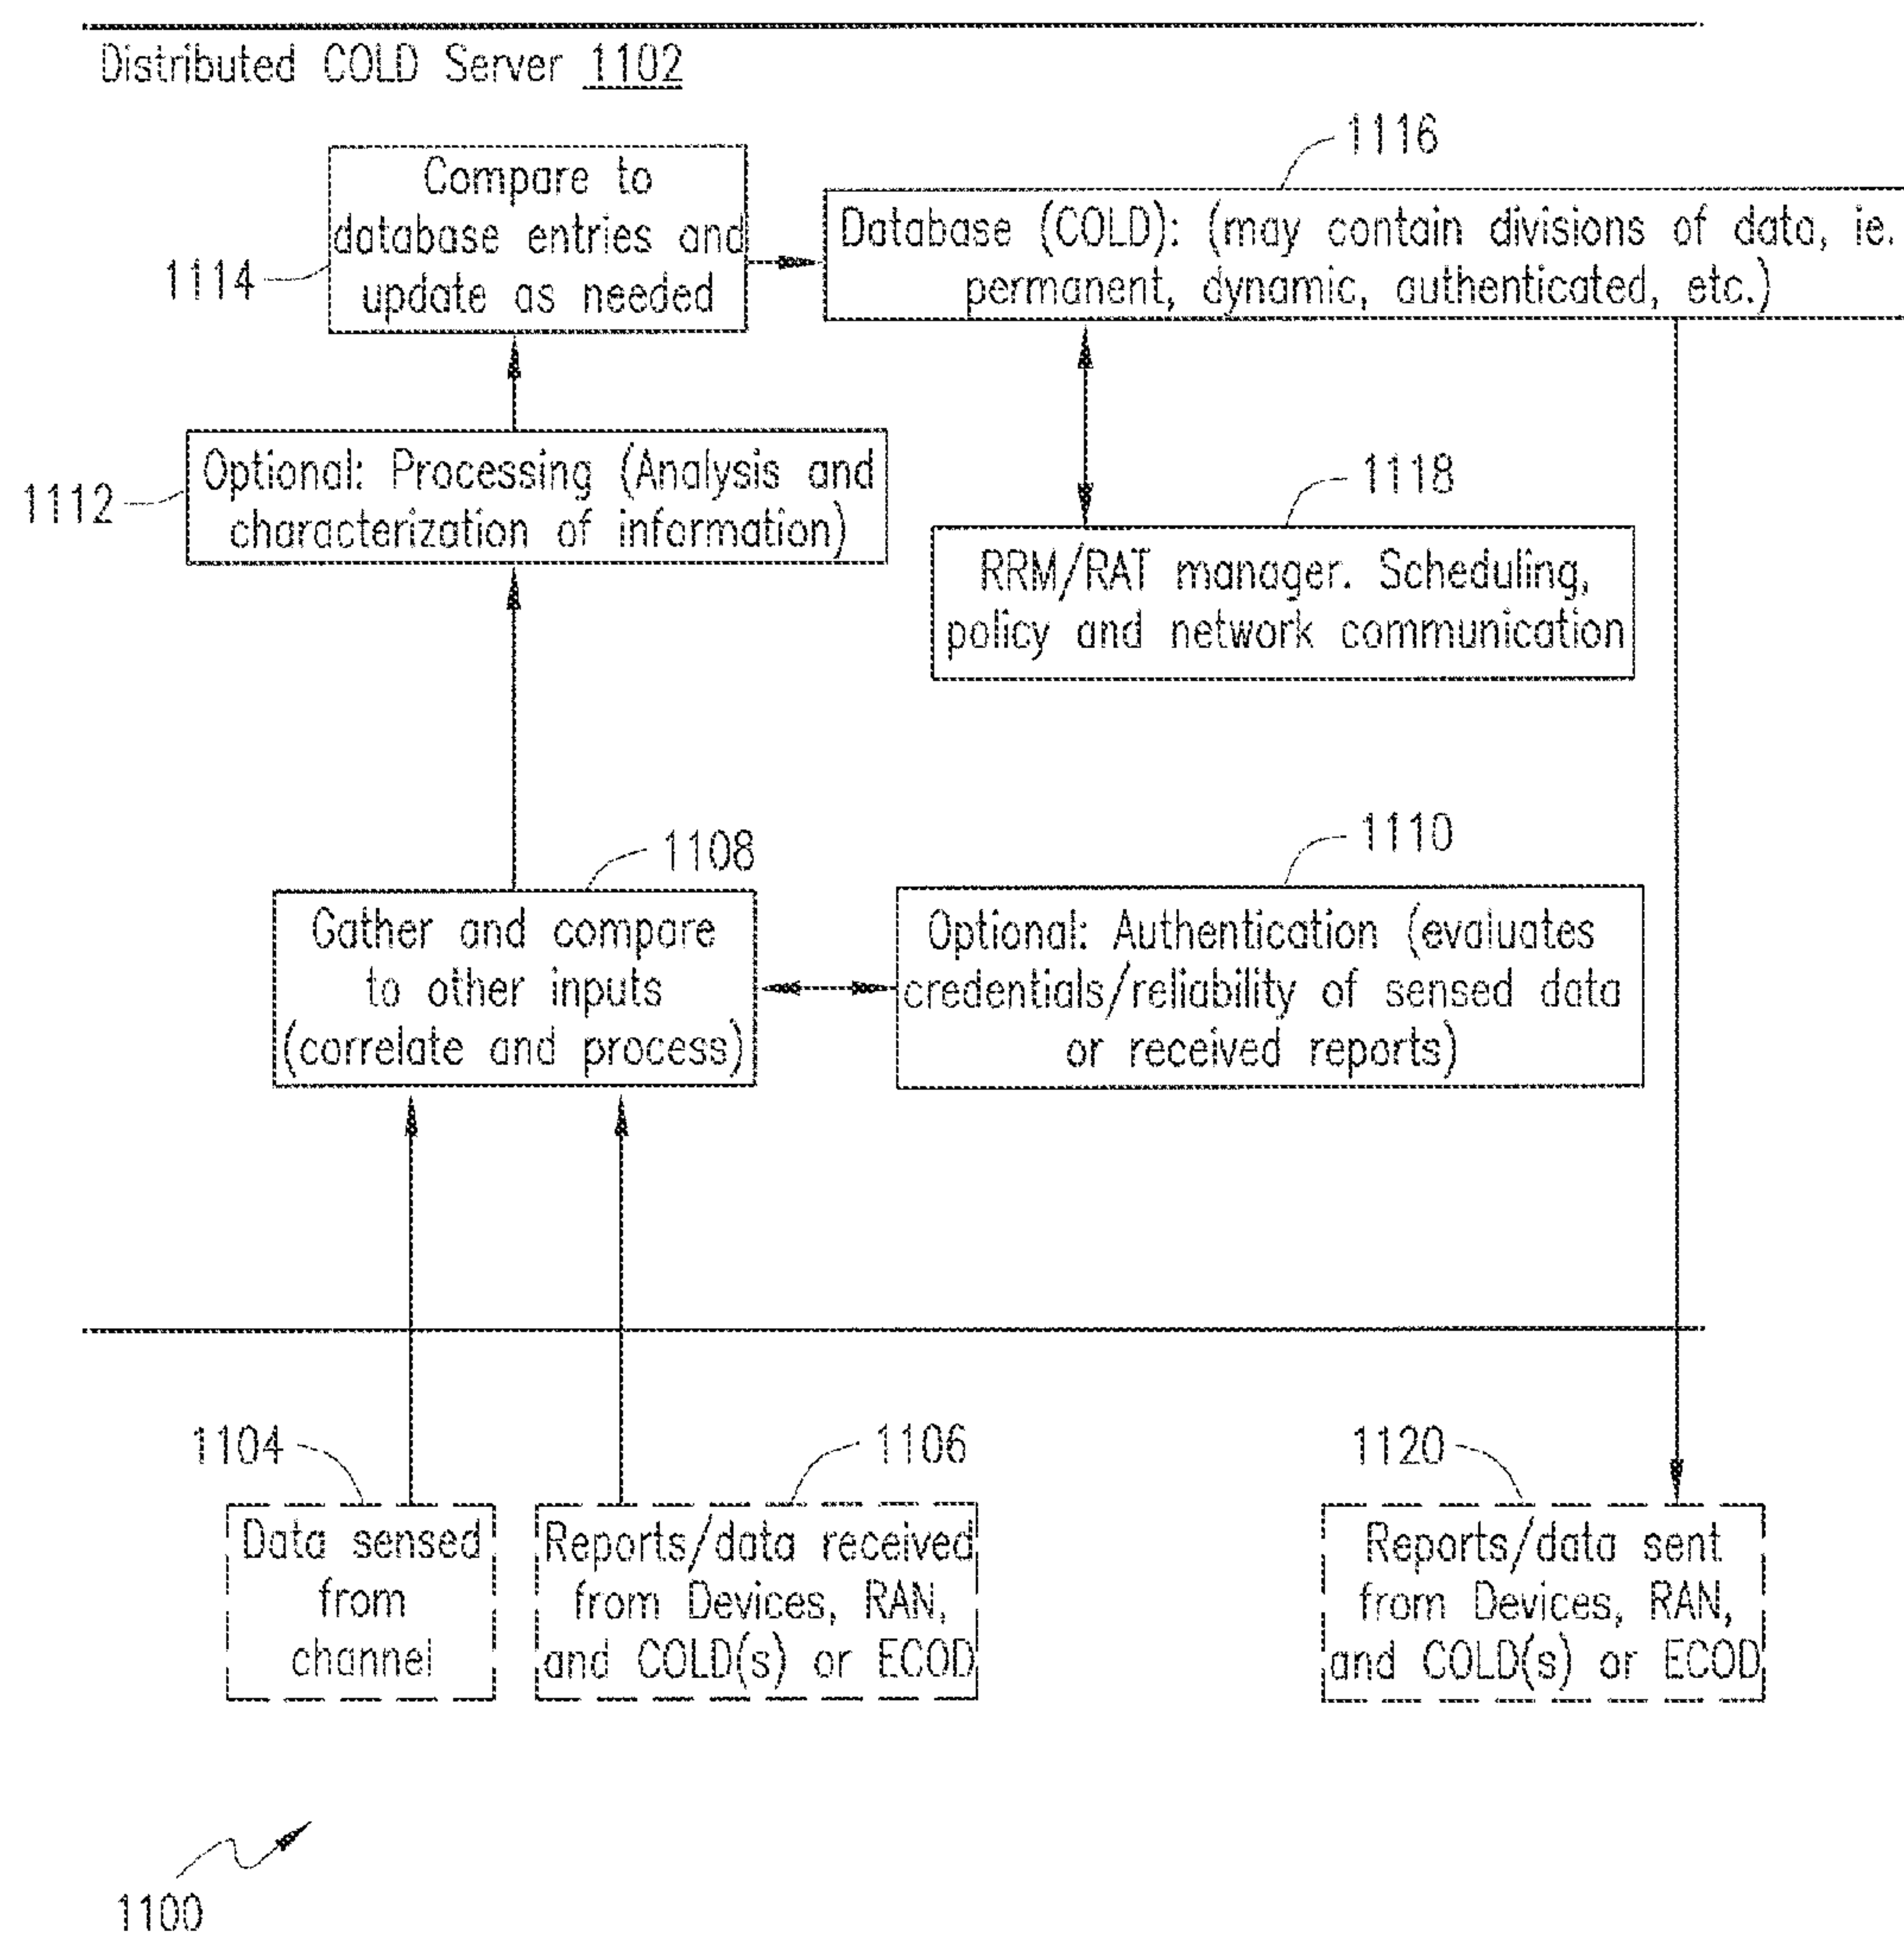 Distributed COLD Server 1102
1116
Compare to
database entries and
update as needed
1114
Database (COLD): (may contain divisions of data, ie.
permanent, dynamic, authenticated, etc.)
Optional: Processing (Analysis and
characterization of information)
1112
1118
RRM/RAT manager. Scheduling,
policy and network communication
1108
Gather and compare
to other inputs
(correlate and process)
1110
Optional: Authentication (evaluates
credentials/reliability of sensed data
or received reports)
1104
Data sensed
from
channel
1106
Reports/data received
from Devices, RAN,
and COLD(s) or ECOD
1120
Reports/data sent
from Devices, RAN,
and COLD(s) or ECOD
1100